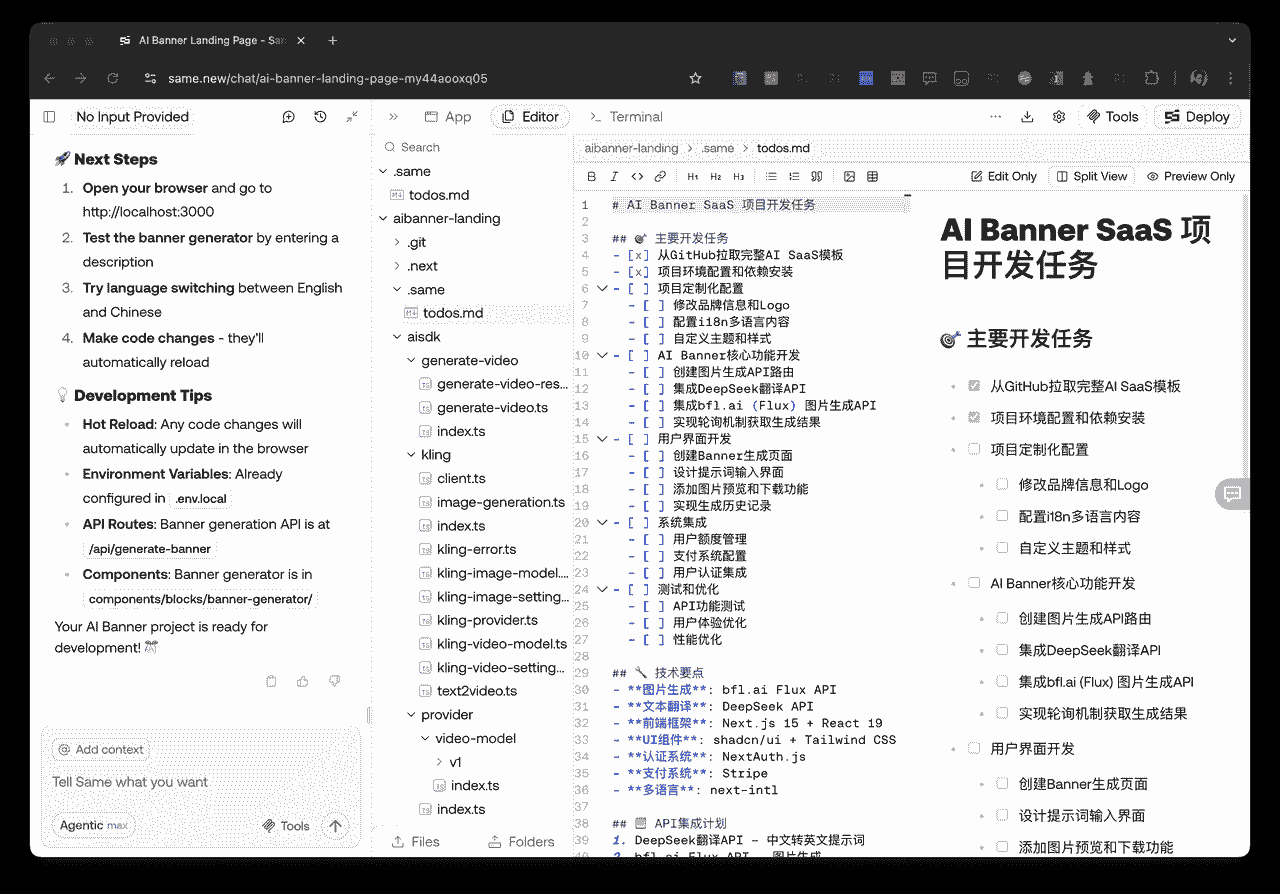 AI Banner Landing Page - Sam
same.new/chat/ai-banner-landing-page-my44aooxq05
No Input Provided
🚀 Next Steps
1. Open your browser and go to
http://localhost:3000
2. Test the banner generator by entering a
description
3. Try language switching between English
and Chinese
4. Make code changes - they'll
automatically reload
💡 Development Tips
Hot Reload: Any code changes will
automatically update in the browser
Environment Variables: Already
configured in .env.local
API Routes: Banner generation API is at
/api/generate-banner
Components: Banner generator is in
components/blocks/banner-generator/
Your AI Banner project is ready for
development! 🎊
Add context
Tell Same what you want
Agentic max
Tools
App
Editor
Terminal
Tools
Deploy
Search
.same
todos.md
aibanner-landing
.git
.next
.same
todos.md
aisdk
generate-video
generate-video-res...
generate-video.ts
index.ts
kling
client.ts
image-generation.ts
index.ts
kling-error.ts
kling-image-model....
kling-image-setting...
kling-provider.ts
kling-video-model.ts
kling-video-setting...
text2video.ts
provider
video-model
v1
index.ts
index.ts
Files
Folders
aibanner-landing > .same > todos.md
B I <> H1 H2 H3
Edit Only
Split View
Preview Only
1 # AI Banner SaaS 项目开发任务
2
3 ## 🎯 主要开发任务
4 - [x] 从GitHub拉取完整AI SaaS模板
5 - [x] 项目环境配置和依赖安装
6 - [ ] 项目定制化配置
7 - [ ] 修改品牌信息和Logo
8 - [ ] 配置i18n多语言内容
9 - [ ] 自定义主题和样式
10 - [ ] AI Banner核心功能开发
11 - [ ] 创建图片生成API路由
12 - [ ] 集成DeepSeek翻译API
13 - [ ] 集成bfl.ai (Flux) 图片生成API
14 - [ ] 实现轮询机制获取生成结果
15 - [ ] 用户界面开发
16 - [ ] 创建Banner生成页面
17 - [ ] 设计提示词输入界面
18 - [ ] 添加图片预览和下载功能
19 - [ ] 实现生成历史记录
20 - [ ] 系统集成
21 - [ ] 用户额度管理
22 - [ ] 支付系统配置
23 - [ ] 用户认证集成
24 - [ ] 测试和优化
25 - [ ] API功能测试
26 - [ ] 用户体验优化
27 - [ ] 性能优化
28
29 ## 🔧 技术要点
30 - **图片生成**: bfl.ai Flux API
31 - **文本翻译**: DeepSeek API
32 - **前端框架**: Next.js 15 + React 19
33 - **UI组件**: shadcn/ui + Tailwind CSS
34 - **认证系统**: NextAuth.js
35 - **支付系统**: Stripe
36 - **多语言**: next-intl
37
38 ## 📋 API集成计划
39 1. DeepSeek翻译API - 中文转英文提示词
40 2. bfl.ai Flux API - 图片生成
AI Banner SaaS 项
目开发任务
🎯 主要开发任务
从GitHub拉取完整AI SaaS模板
项目环境配置和依赖安装
项目定制化配置
修改品牌信息和Logo
配置i18n多语言内容
自定义主题和样式
AI Banner核心功能开发
创建图片生成API路由
集成DeepSeek翻译API
集成bfl.ai (Flux) 图片生成API
实现轮询机制获取生成结果
用户界面开发
创建Banner生成页面
设计提示词输入界面
添加图片预览和下载功能